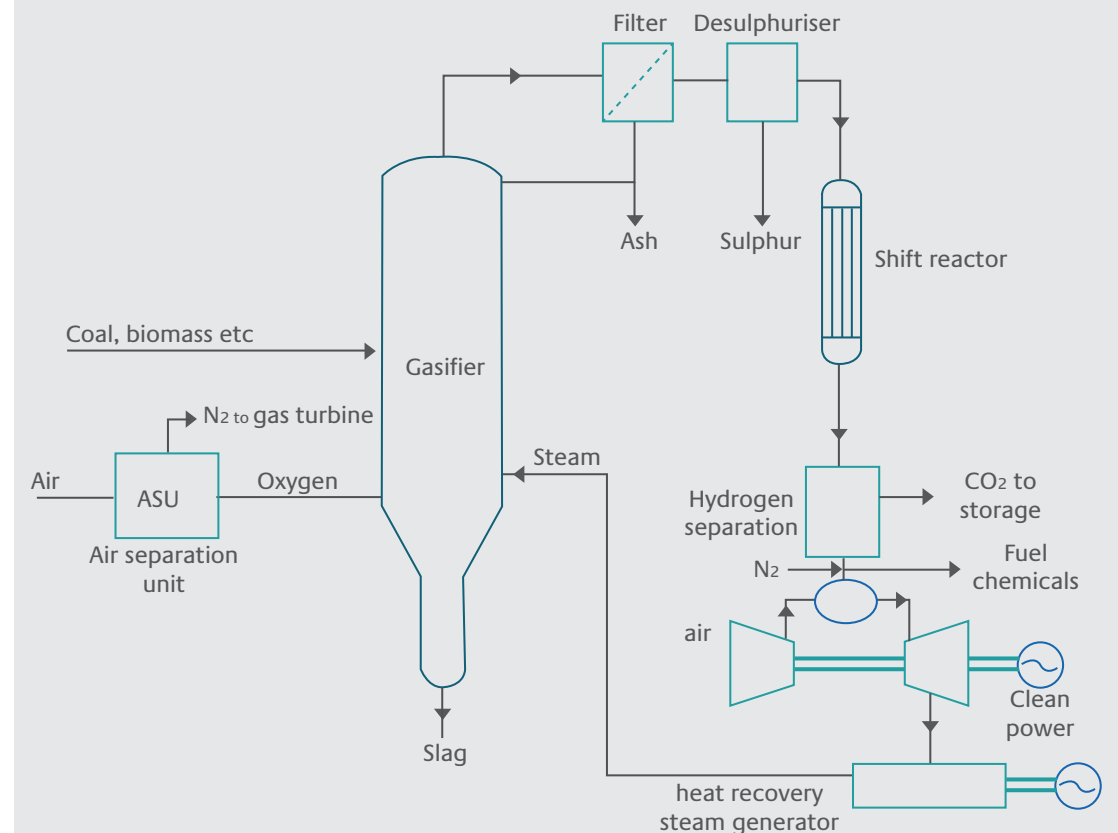 Filter
Desulphuriser
Ash
Sulphur
Shift reactor
Coal, biomass etc
Gasifier
N2 to gas turbine
Steam
Air
ASU
Oxygen
Air separation
unit
Hydrogen
separation
CO2 to
storage
N2
Fuel
chemicals
air
Clean
power
Slag
heat recovery
steam generator